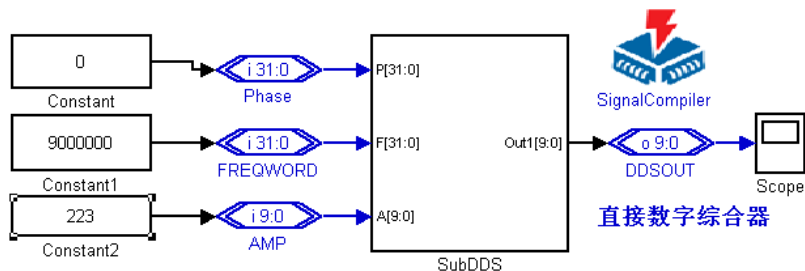 0
Constant
i 31:0
Phase
P[31:0]
SignalCompiler
9000000
Constant1
i 31:0
FREQWORD
F[31:0]
Out1[9:0]
o 9:0
DDSOUT
Scope
223
Constant2
i 9:0
AMP
A[9:0]
直接数字综合器
SubDDS